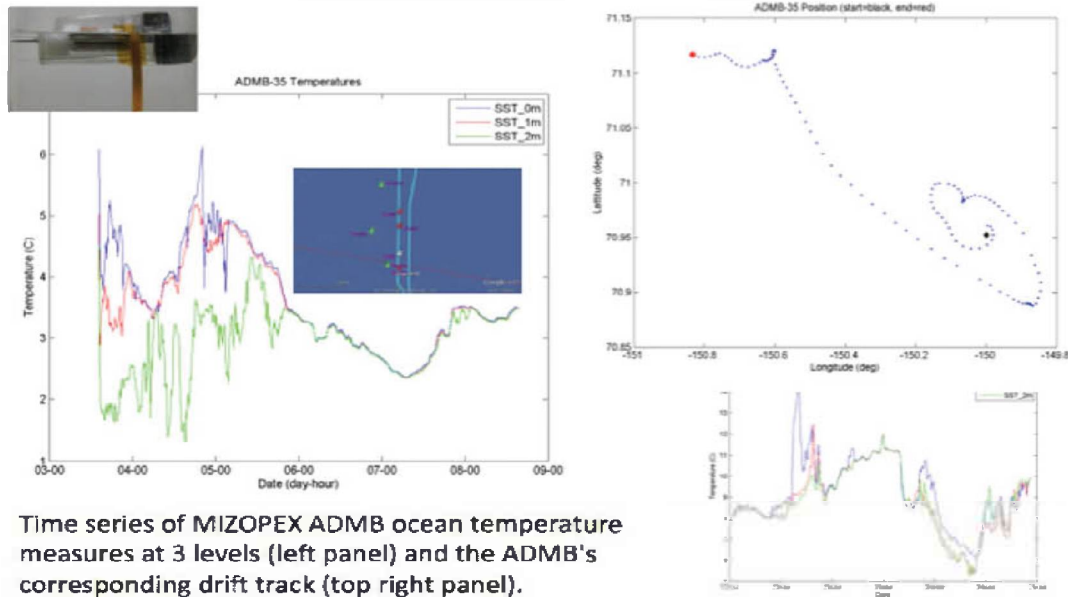 ADMB-35 Temperatures
SST_0m
SST_1m
SST_2m
6
5
4
3
2
1
Temperature (C)
03-00 04-00 05-00 06-00 07-00 08-00 09-00
Date (day-hour)
ADMB-35 Position (start=black, end=red)
71.15
71.1
71.05
71
70.95
70.9
70.85
Lattitude (deg)
-151 -150.8 -150.6 -150.4 -150.2 -150 -149.8
Longitude (deg)
SST_2m
Temperature (C)
Time series of MIZOPEX ADMB ocean temperature
measures at 3 levels (left panel) and the ADMB's
corresponding drift track (top right panel).